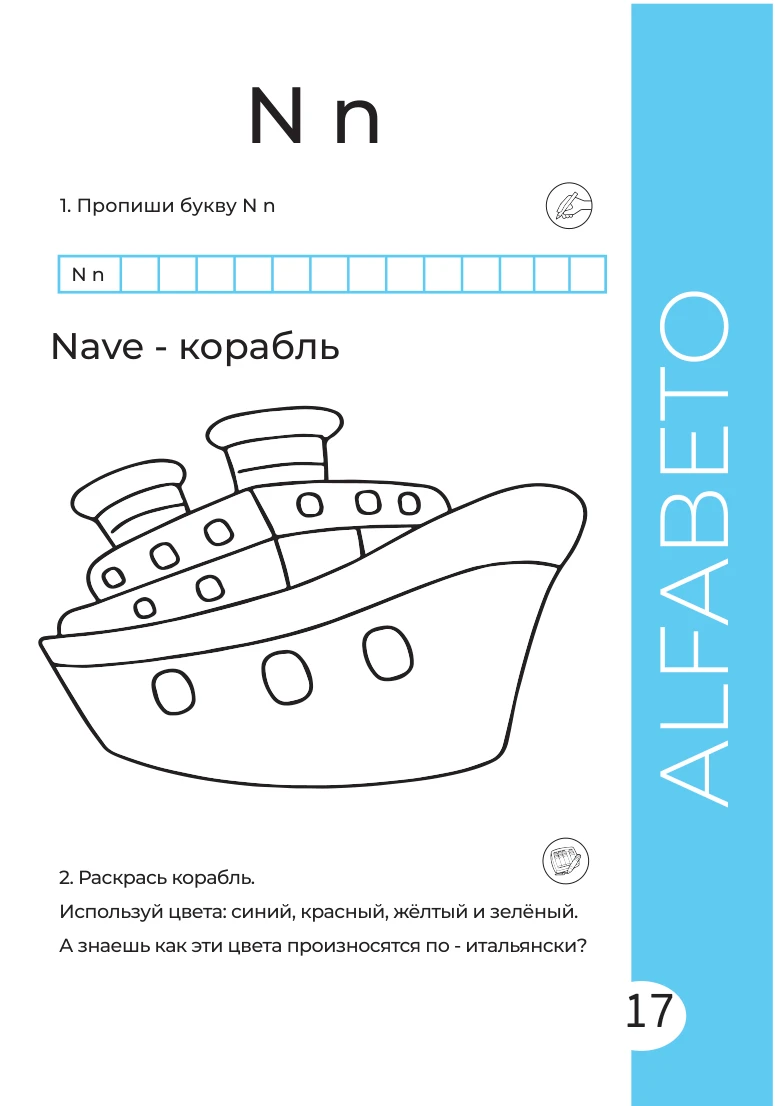 N n
1. Пропиши букву N n
N n
Nave - корабль
ALFABETO
2. Раскрась корабль.
Используй цвета: синий, красный, жёлтый и зелёный.
А знаешь как эти цвета произносятся по - итальянски?
17